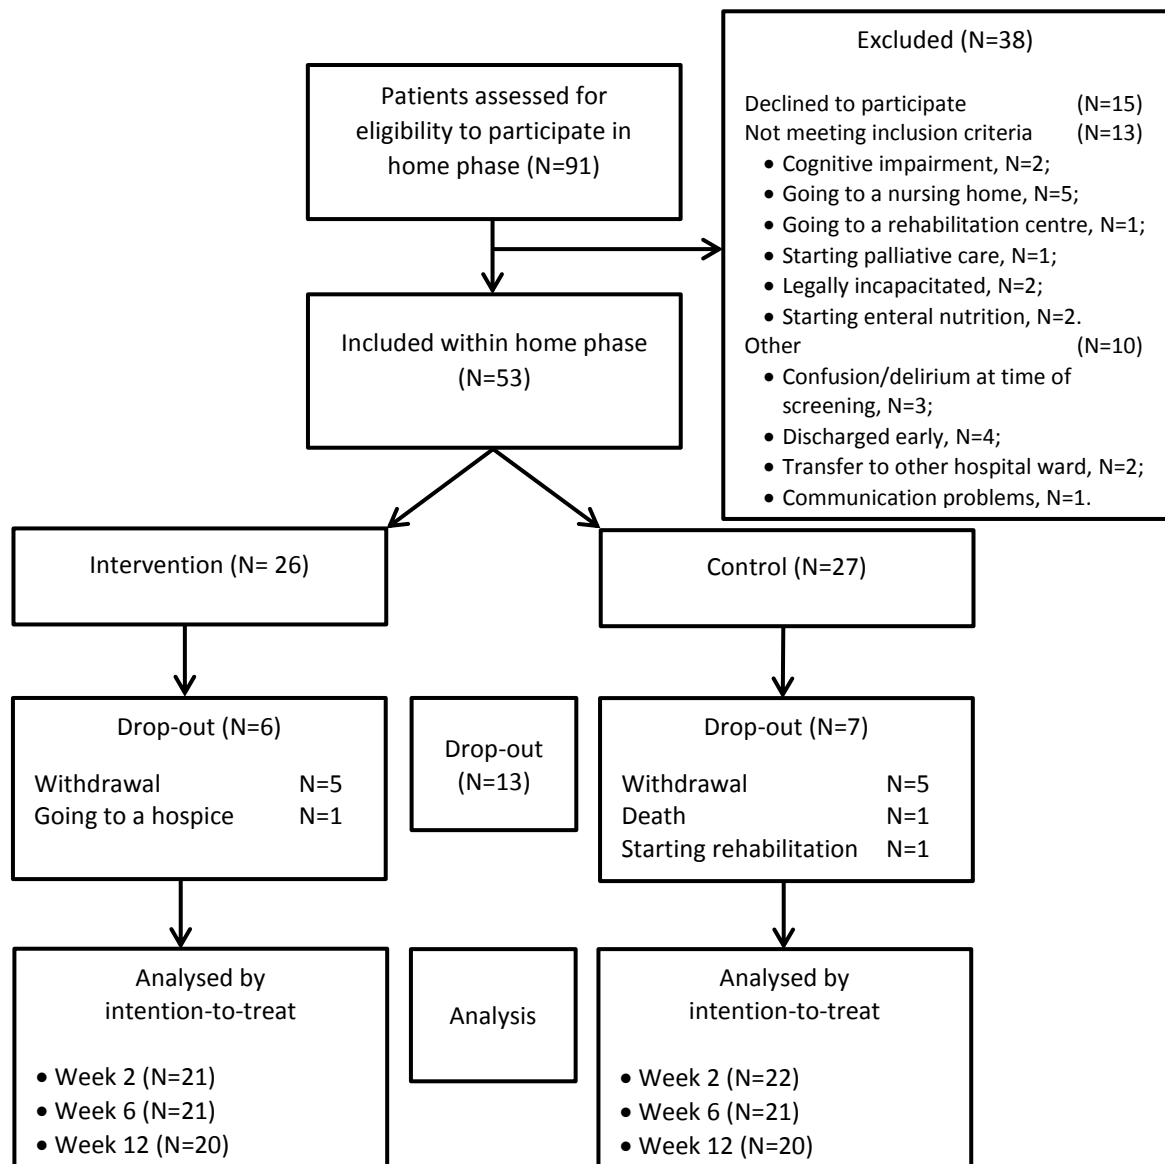 Patients assessed for
eligibility to participate in
home phase (N=91)
Excluded (N=38)
Declined to participate (N=15)
Not meeting inclusion criteria (N=13)
• Cognitive impairment, N=2;
• Going to a nursing home, N=5;
• Going to a rehabilitation centre, N=1;
• Starting palliative care, N=1;
• Legally incapacitated, N=2;
• Starting enteral nutrition, N=2.
Other (N=10)
• Confusion/delirium at time of
screening, N=3;
• Discharged early, N=4;
• Transfer to other hospital ward, N=2;
• Communication problems, N=1.
Included within home phase
(N=53)
Intervention (N= 26)
Control (N=27)
Drop-out (N=6)
Withdrawal N=5
Going to a hospice N=1
Drop-out
(N=13)
Drop-out (N=7)
Withdrawal N=5
Death N=1
Starting rehabilitation N=1
Analysed by
intention-to-treat
• Week 2 (N=21)
• Week 6 (N=21)
• Week 12 (N=20)
Analysis
Analysed by
intention-to-treat
• Week 2 (N=22)
• Week 6 (N=21)
• Week 12 (N=20)